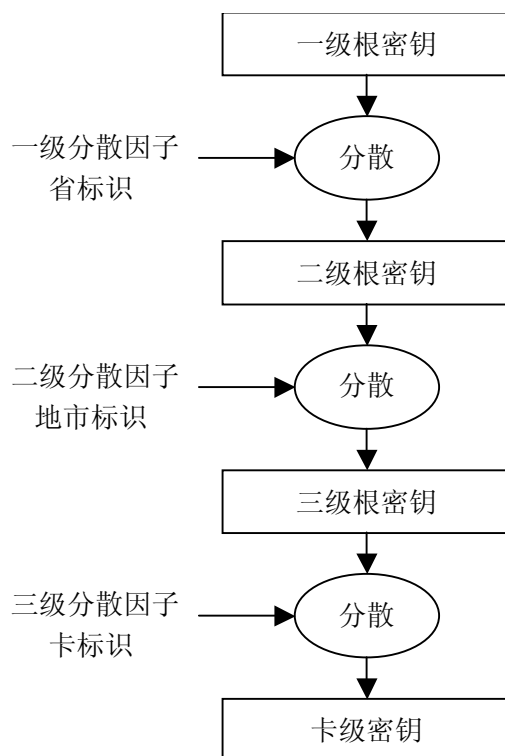 一级根密钥
一级分散因子
省标识
分散
二级根密钥
二级分散因子
地市标识
分散
三级根密钥
三级分散因子
卡标识
分散
卡级密钥